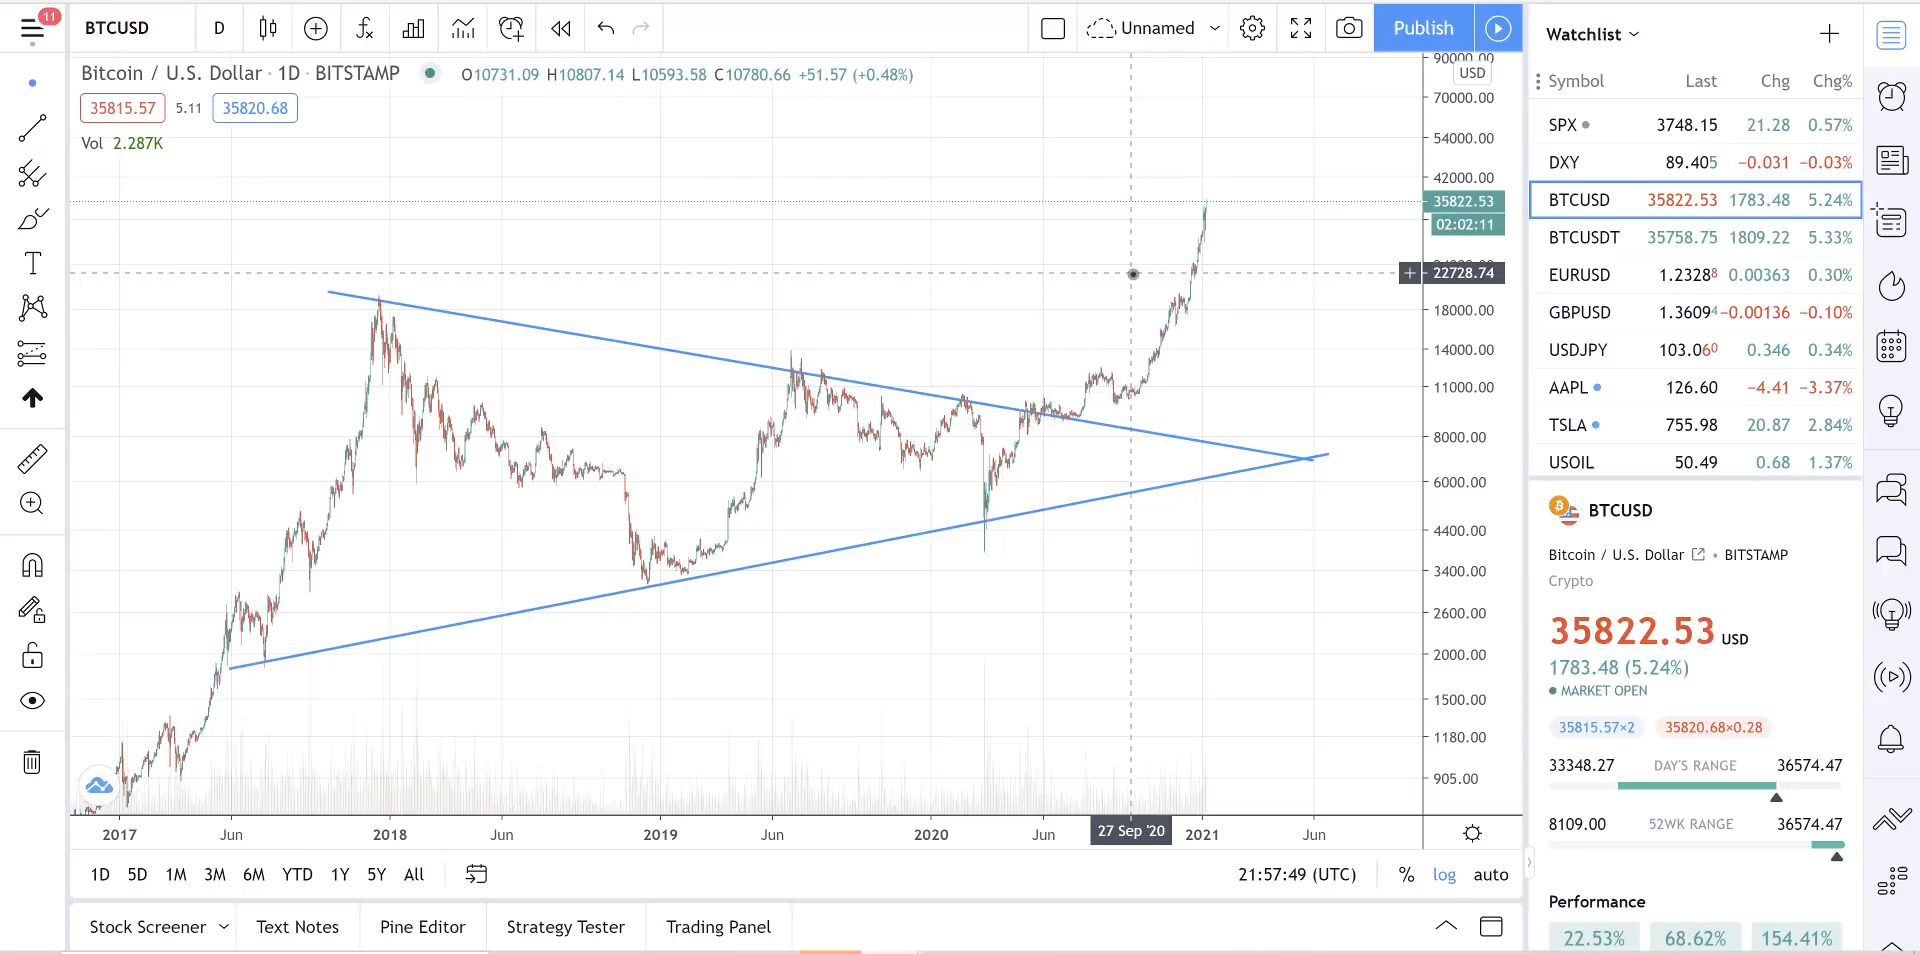 11
BTCUSD
D
Unnamed
Publish
Bitcoin / U.S. Dollar · 1D · BITSTAMP
O10731.09 H10807.14 L10593.58 C10780.66 +51.57 (+0.48%)
35815.57 5.11 35820.68
Vol 2.287K
USD
90000.00
70000.00
54000.00
42000.00
35822.53
02:02:11
22728.74
18000.00
14000.00
11000.00
8000.00
6000.00
4400.00
3400.00
2600.00
2000.00
1500.00
1180.00
905.00
2017 Jun 2018 Jun 2019 Jun 2020 Jun 27 Sep '20 2021 Jun
1D 5D 1M 3M 6M YTD 1Y 5Y All
21:57:49 (UTC) % log auto
Stock Screener Text Notes Pine Editor Strategy Tester Trading Panel
Watchlist
Symbol Last Chg Chg%
SPX 3748.15 21.28 0.57%
DXY 89.405 −0.031 −0.03%
BTCUSD 35822.53 1783.48 5.24%
BTCUSDT 35758.75 1809.22 5.33%
EURUSD 1.23288 0.00363 0.30%
GBPUSD 1.36094 −0.00136 −0.10%
USDJPY 103.060 0.346 0.34%
AAPL 126.60 −4.41 −3.37%
TSLA 755.98 20.87 2.84%
USOIL 50.49 0.68 1.37%
BTCUSD
Bitcoin / U.S. Dollar • BITSTAMP
Crypto
35822.53 USD
1783.48 (5.24%)
MARKET OPEN
35815.57×2 35820.68×0.28
33348.27 DAY'S RANGE 36574.47
8109.00 52WK RANGE 36574.47
Performance
22.53% 68.62% 154.41%